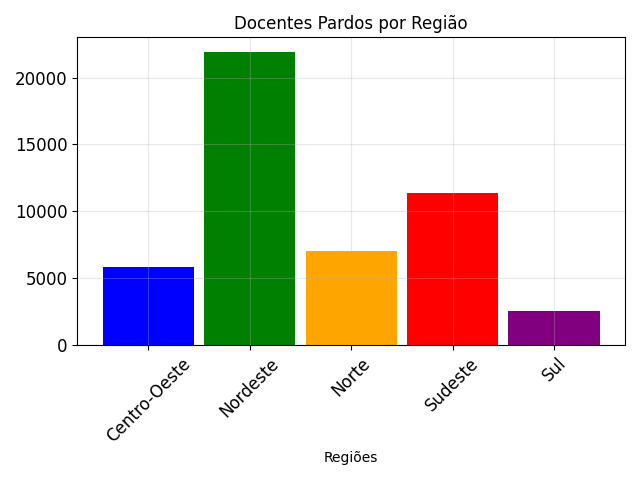 Docentes Pardos por Região
20000
15000
10000
5000
0
Centro-Oeste
Nordeste
Norte
Sudeste
Sul
Regiões